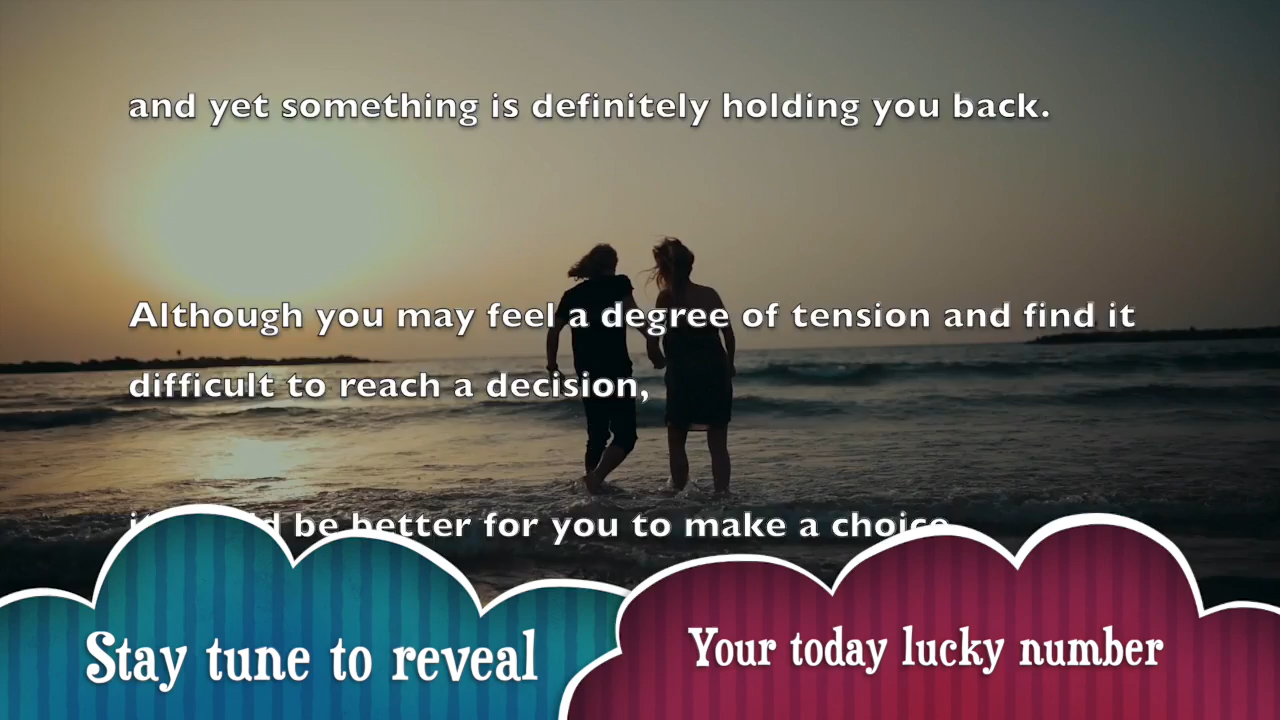 and yet something is definitely holding you back.
Although you may feel a degree of tension and find it
difficult to reach a decision,
be better for you to make a choice
Stay tune to reveal
Your today lucky number